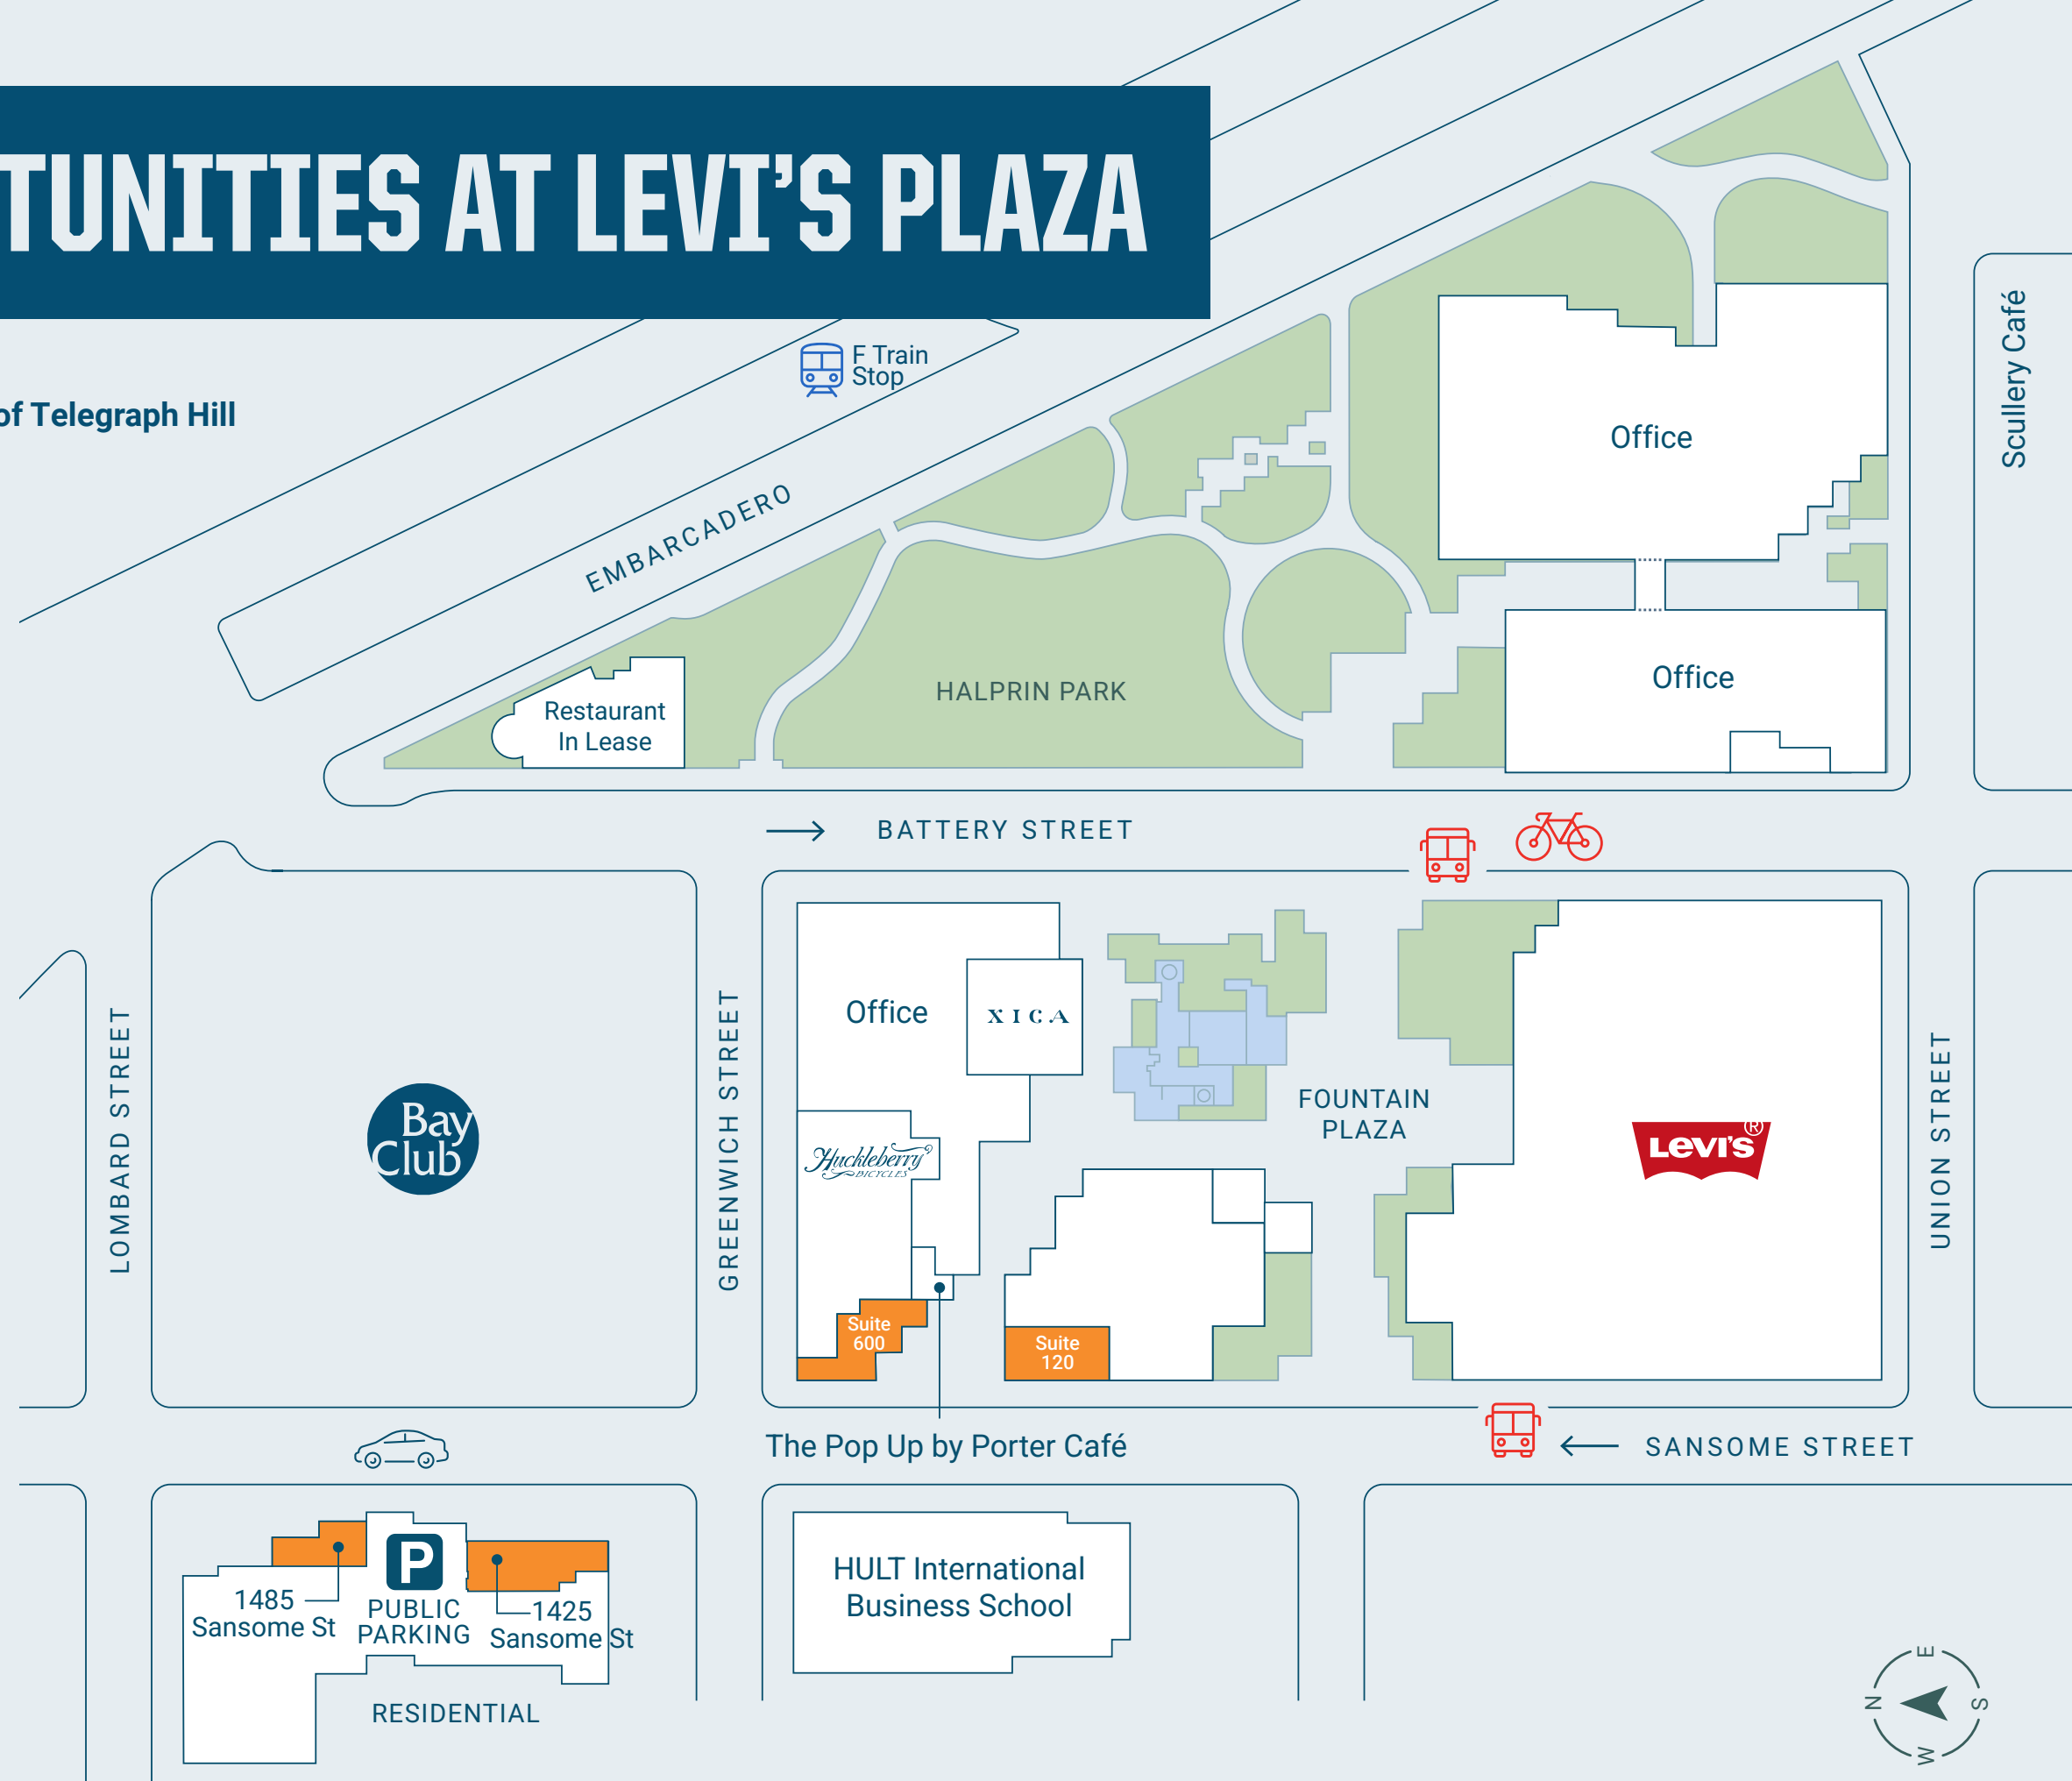 TUNITIES AT LEVI'S PLAZA
of Telegraph Hill
F Train
Stop
EMBARCADERO
Office
Scullery Café
Office
HALPRIN PARK
Restaurant
In Lease
BATTERY STREET
LOMBARD STREET
Bay
Club
GREENWICH STREET
Office
XICA
Huckleberry
BICYCLES
FOUNTAIN
PLAZA
LEVI'S®
UNION STREET
Suite
600
Suite
120
The Pop Up by Porter Café
SANSOME STREET
P
1485
Sansome St
PUBLIC
PARKING
1425
Sansome St
RESIDENTIAL
HULT International
Business School
E
N
S
W